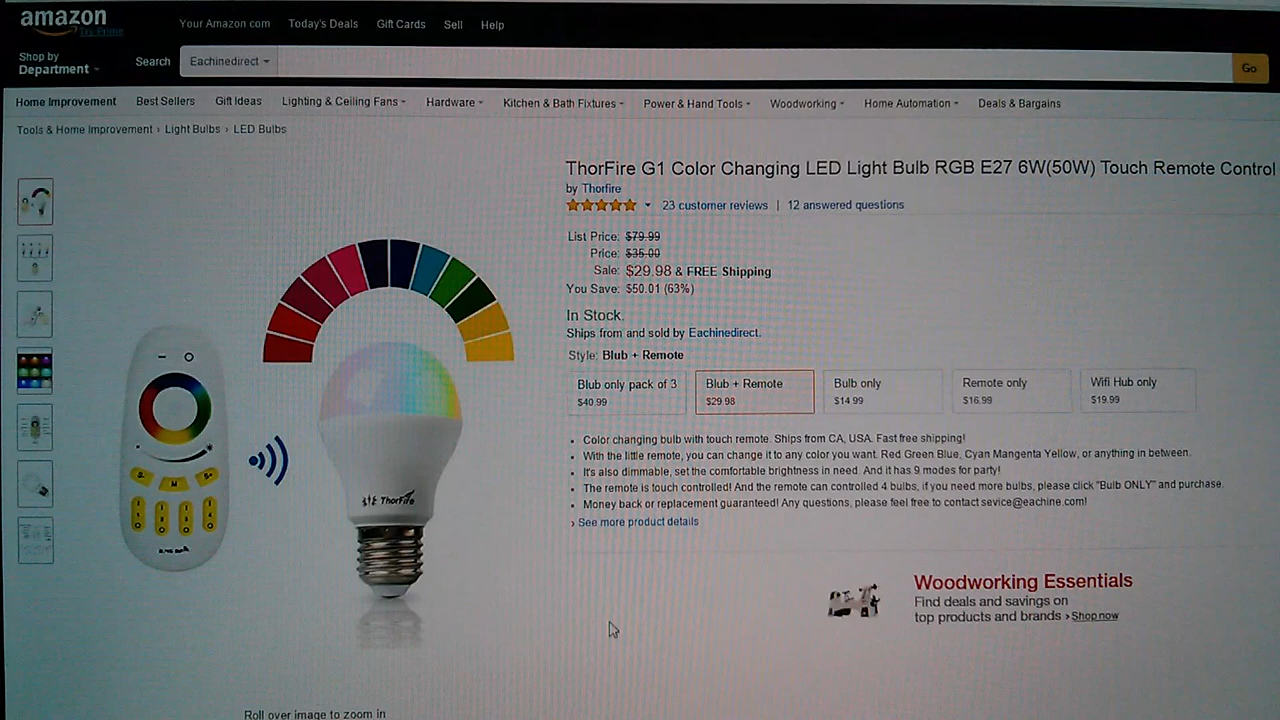 amazon
Try Prime
Your Amazon.com Today's Deals Gift Cards Sell Help
Shop by
Department
Search Eachinedirect Go
Home Improvement Best Sellers Gift Ideas Lighting & Ceiling Fans Hardware Kitchen & Bath Fixtures Power & Hand Tools Woodworking Home Automation Deals & Bargains
Tools & Home Improvement › Light Bulbs › LED Bulbs
ThorFire G1 Color Changing LED Light Bulb RGB E27 6W(50W) Touch Remote Control
by Thorfire
23 customer reviews | 12 answered questions
List Price: $79.99
Price: $35.00
Sale: $29.98 & FREE Shipping
You Save: $50.01 (63%)
In Stock.
Ships from and sold by Eachinedirect.
Style: Blub + Remote
Blub only pack of 3
$40.99
Blub + Remote
$29.98
Bulb only
$14.99
Remote only
$16.99
Wifi Hub only
$19.99
• Color changing bulb with touch remote. Ships from CA, USA. Fast free shipping!
• With the little remote, you can change it to any color you want. Red Green Blue, Cyan Mangenta Yellow, or anything in between.
• It's also dimmable, set the comfortable brightness in need. And it has 9 modes for party!
• The remote is touch controlled! And the remote can controlled 4 bulbs, if you need more bulbs, please click "Bulb ONLY" and purchase.
• Money back or replacement guaranteed! Any questions, please feel free to contact sevice@eachine.com!
› See more product details
S- M S+
ThorFire
Woodworking Essentials
Find deals and savings on
top products and brands › Shop now
Roll over image to zoom in